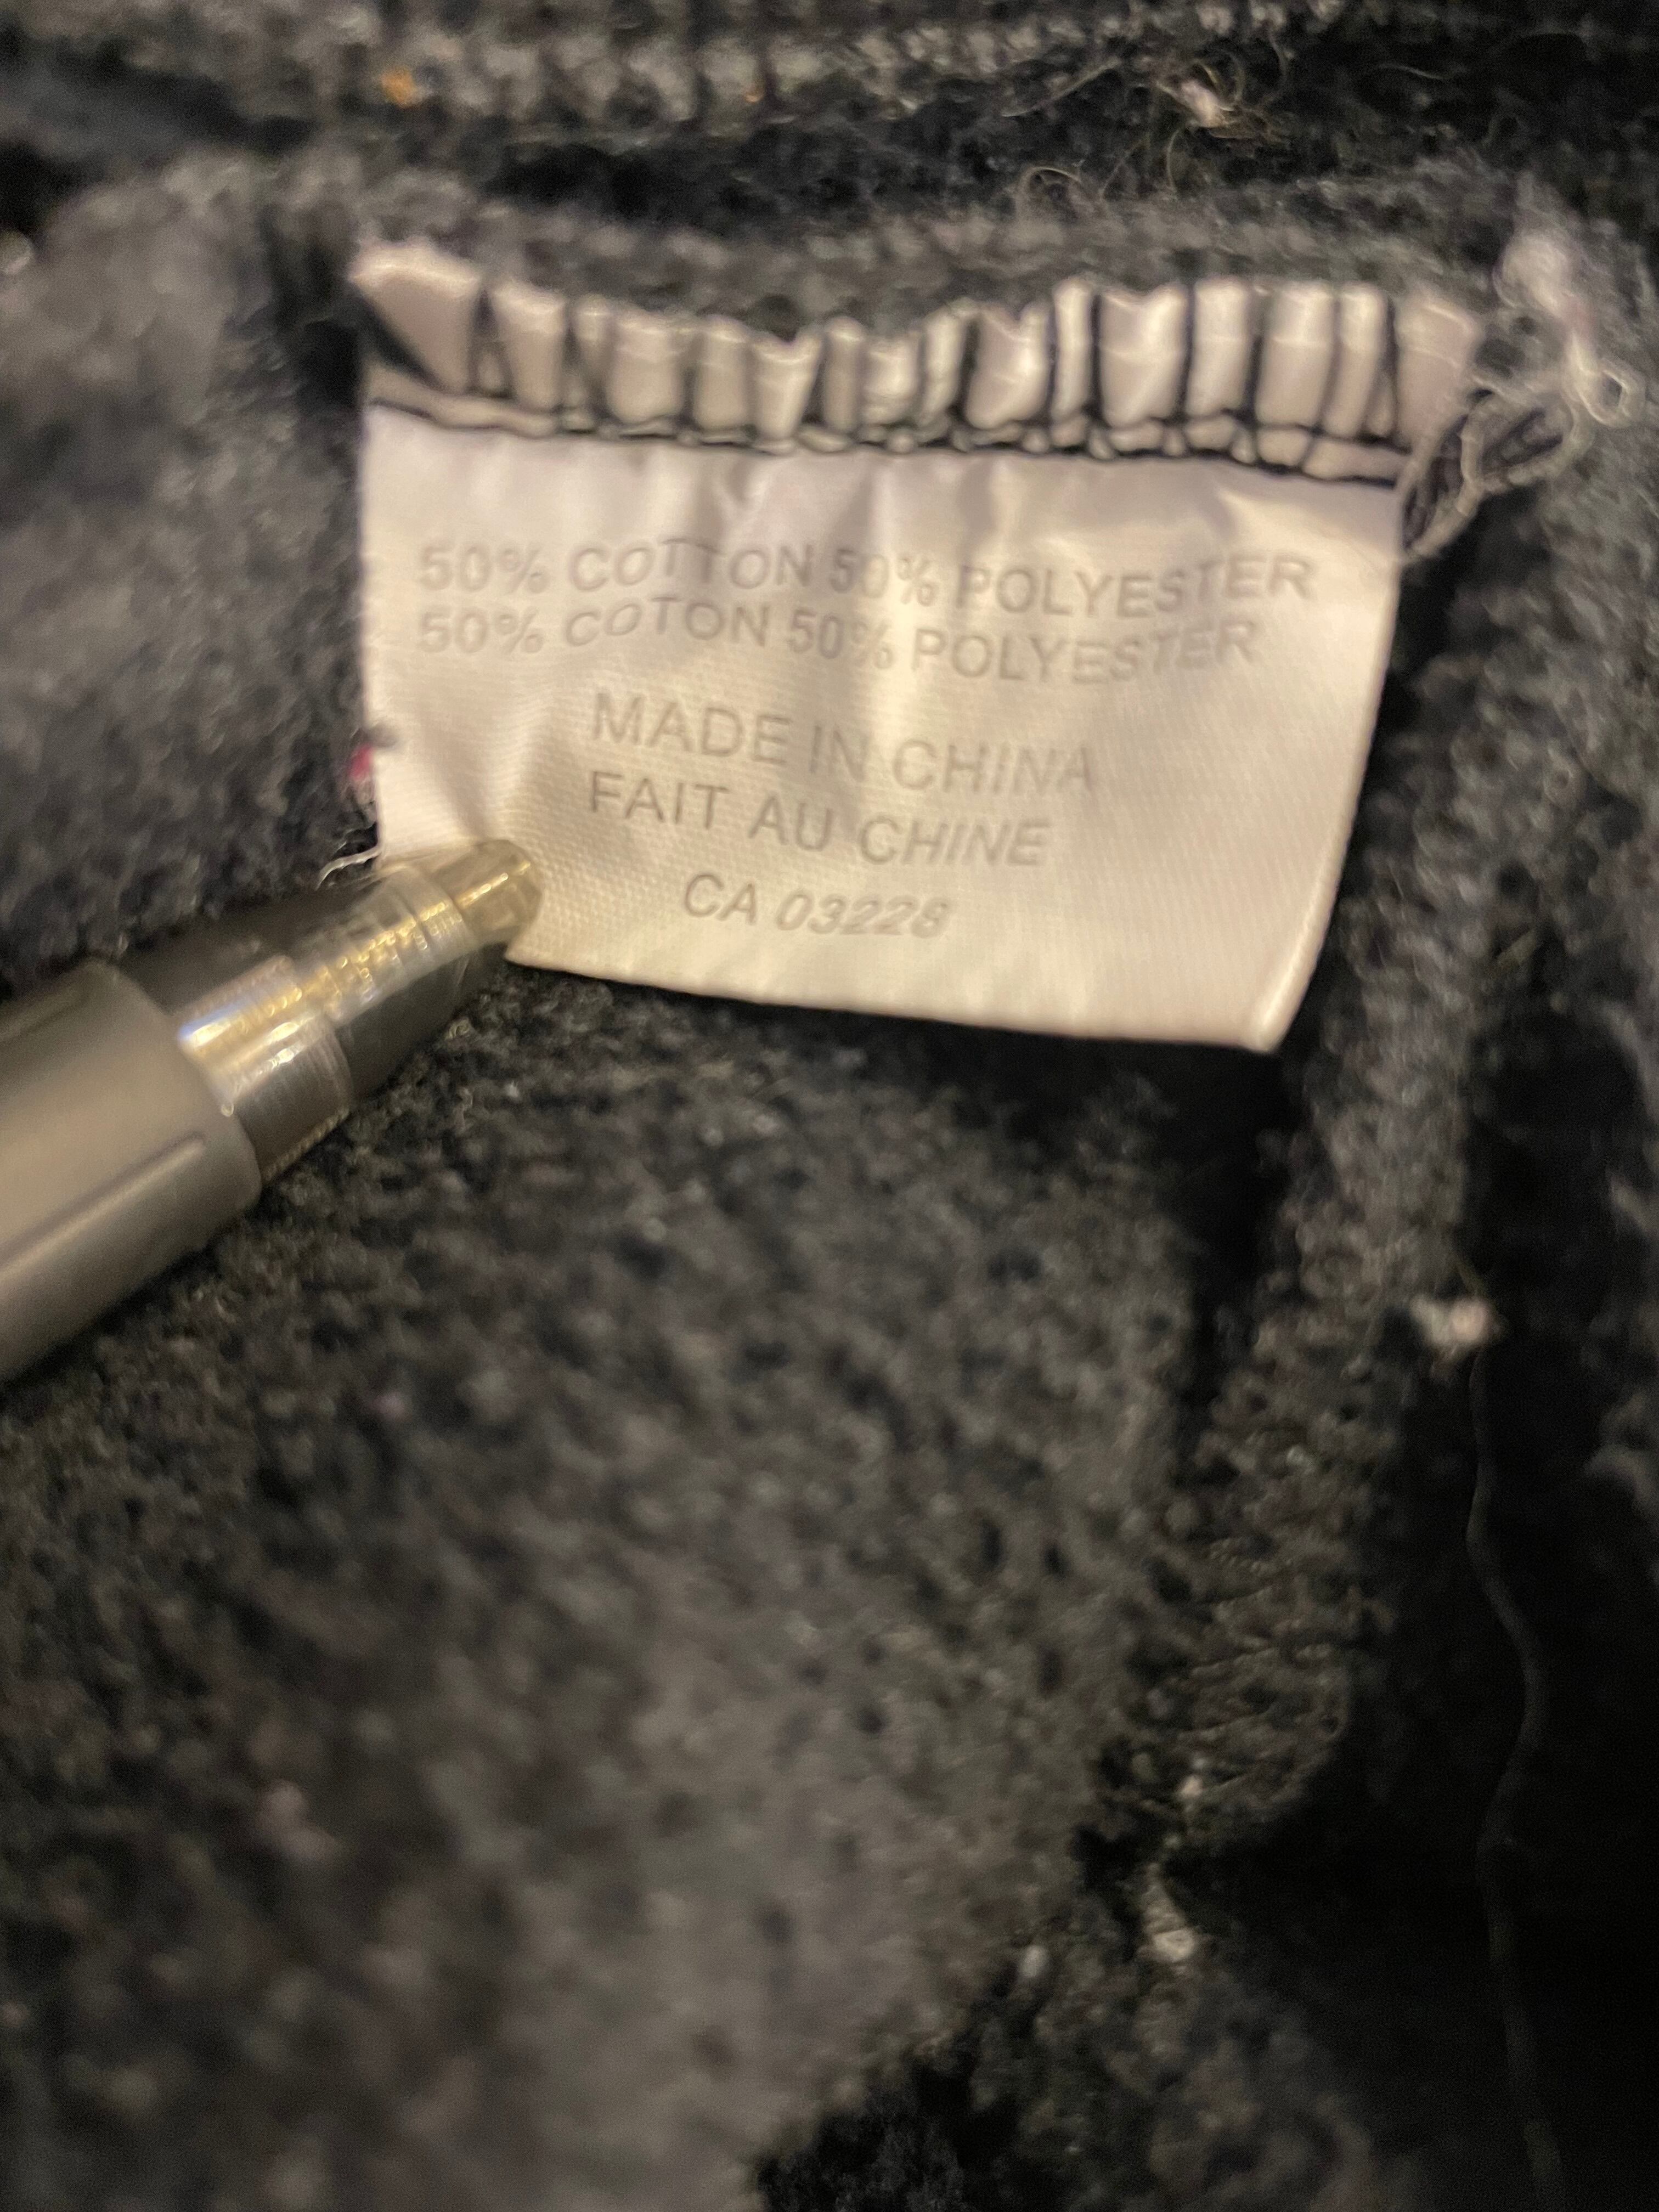 50% COTTON 50% POLYESTER
50% COTON 50% POLYESTER
MADE IN CHINA
FAIT AU CHINE
CA 03228